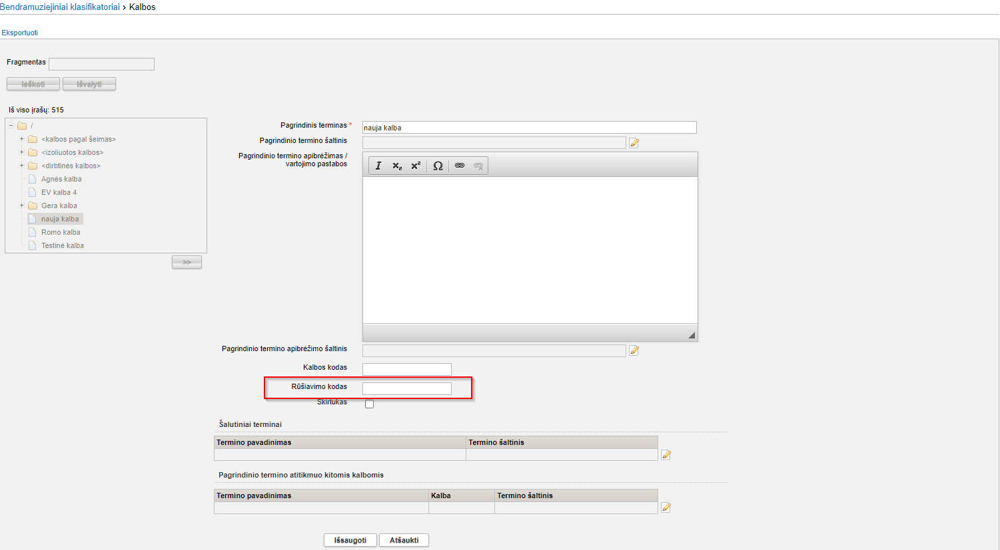 Bendramuziejiniai klasifikatoriai > Kalbos
Eksportuoti
Fragmentas
Ieškoti Išvalyti
Iš viso įrašų: 515
/
<kalbos pagal šeimas>
<izoliuotos kalbos>
<dirbtinės kalbos>
Agnės kalba
EV kalba 4
Gera kalba
nauja kalba
Romo kalba
Testinė kalba
>>
Pagrindinis terminas * nauja kalba
Pagrindinio termino šaltinis
Pagrindinio termino apibrėžimas /
vartojimo pastabos
I x₂ x² Ω
Pagrindinio termino apibrėžimo šaltinis
Kalbos kodas
Rūšiavimo kodas
Skirtukas
Šalutiniai terminai
Termino pavadinimas Termino šaltinis
Pagrindinio termino atitikmuo kitomis kalbomis
Termino pavadinimas Kalba Termino šaltinis
Išsaugoti Atšaukti